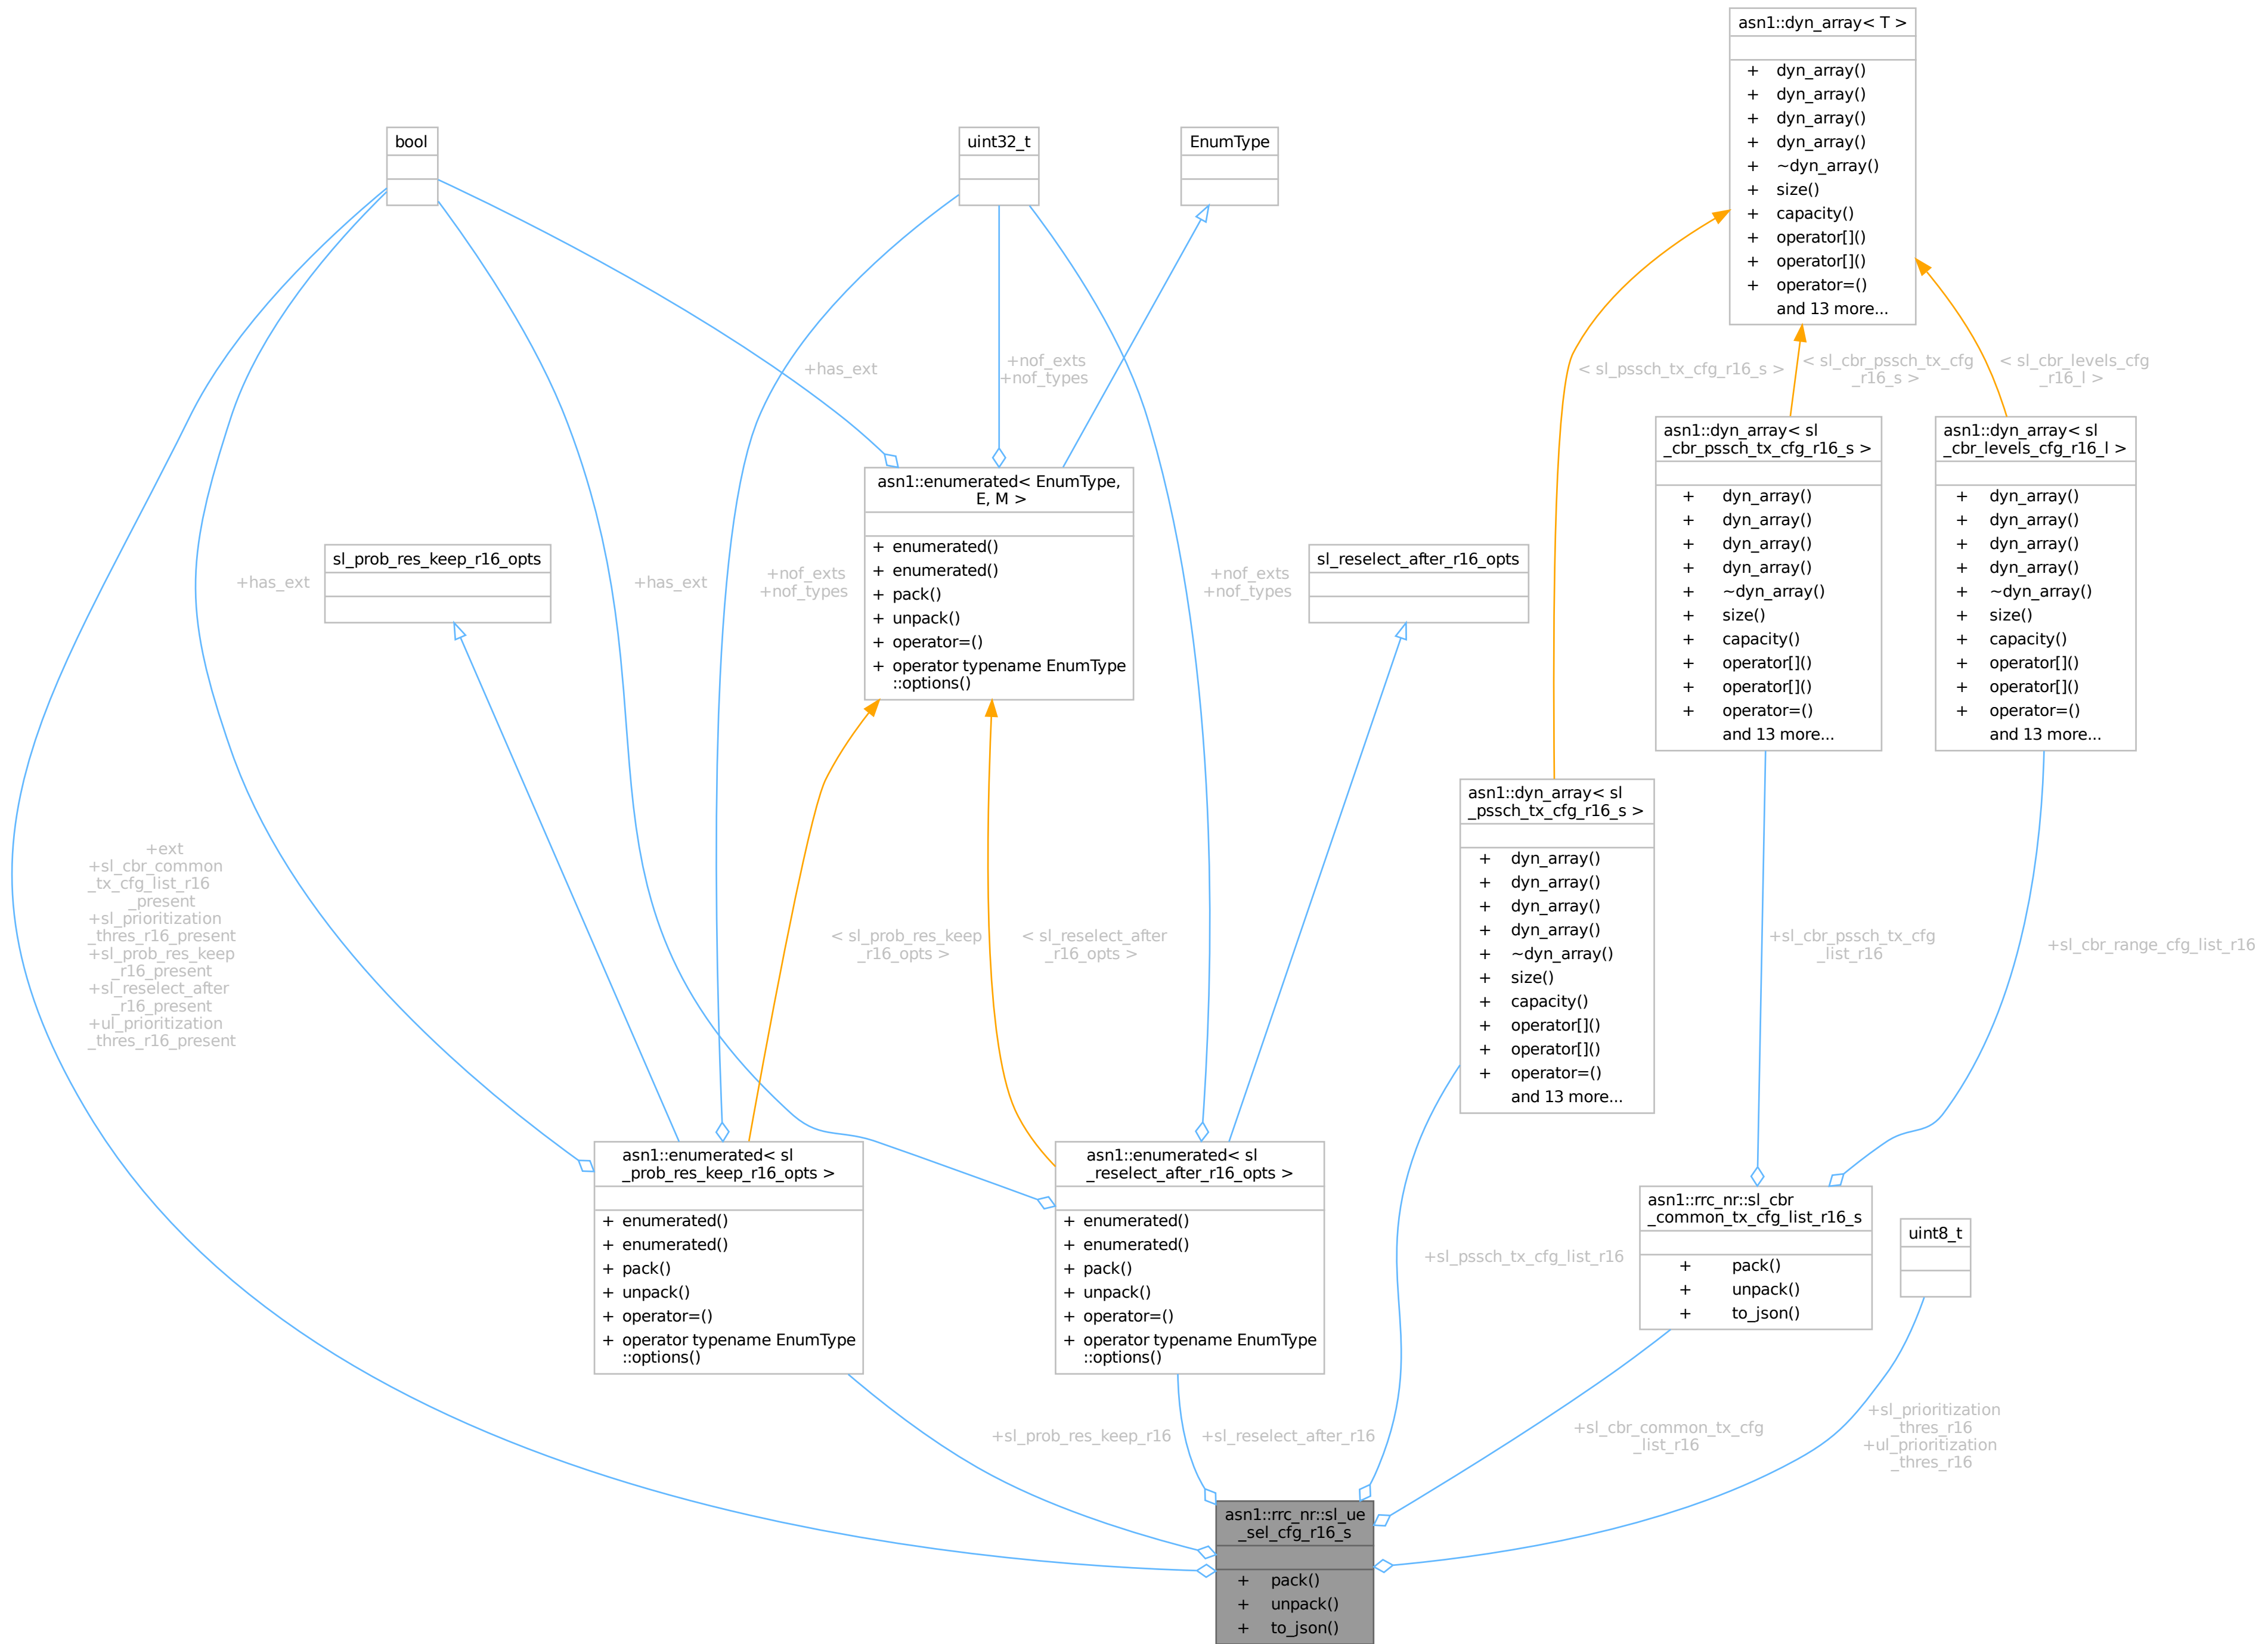 asn1::dyn_array< T >
+ dyn_array()
+ dyn_array()
+ dyn_array()
+ dyn_array()
+ ~dyn_array()
+ size()
+ capacity()
+ operator[]()
+ operator[]()
+ operator=()
and 13 more...
bool
uint32_t
EnumType
+has_ext
+nof_exts
+nof_types
< sl_pssch_tx_cfg_r16_s >
< sl_cbr_pssch_tx_cfg
_r16_s >
< sl_cbr_levels_cfg
_r16_l >
asn1::enumerated< EnumType,
E, M >
+ enumerated()
+ enumerated()
+ pack()
+ unpack()
+ operator=()
+ operator typename EnumType
::options()
asn1::dyn_array< sl
_cbr_pssch_tx_cfg_r16_s >
+ dyn_array()
+ dyn_array()
+ dyn_array()
+ dyn_array()
+ ~dyn_array()
+ size()
+ capacity()
+ operator[]()
+ operator[]()
+ operator=()
and 13 more...
asn1::dyn_array< sl
_cbr_levels_cfg_r16_l >
+ dyn_array()
+ dyn_array()
+ dyn_array()
+ dyn_array()
+ ~dyn_array()
+ size()
+ capacity()
+ operator[]()
+ operator[]()
+ operator=()
and 13 more...
+has_ext
sl_prob_res_keep_r16_opts
+has_ext
+nof_exts
+nof_types
+nof_exts
+nof_types
sl_reselect_after_r16_opts
asn1::dyn_array< sl
_pssch_tx_cfg_r16_s >
+ dyn_array()
+ dyn_array()
+ dyn_array()
+ dyn_array()
+ ~dyn_array()
+ size()
+ capacity()
+ operator[]()
+ operator[]()
+ operator=()
and 13 more...
+ext
+sl_cbr_common
_tx_cfg_list_r16
_present
+sl_prioritization
_thres_r16_present
+sl_prob_res_keep
_r16_present
+sl_reselect_after
_r16_present
+ul_prioritization
_thres_r16_present
< sl_prob_res_keep
_r16_opts >
< sl_reselect_after
_r16_opts >
+sl_cbr_pssch_tx_cfg
_list_r16
+sl_cbr_range_cfg_list_r16
asn1::enumerated< sl
_prob_res_keep_r16_opts >
+ enumerated()
+ enumerated()
+ pack()
+ unpack()
+ operator=()
+ operator typename EnumType
::options()
asn1::enumerated< sl
_reselect_after_r16_opts >
+ enumerated()
+ enumerated()
+ pack()
+ unpack()
+ operator=()
+ operator typename EnumType
::options()
+sl_pssch_tx_cfg_list_r16
asn1::rrc_nr::sl_cbr
_common_tx_cfg_list_r16_s
+ pack()
+ unpack()
+ to_json()
uint8_t
+sl_prob_res_keep_r16
+sl_reselect_after_r16
+sl_cbr_common_tx_cfg
_list_r16
+sl_prioritization
_thres_r16
+ul_prioritization
_thres_r16
asn1::rrc_nr::sl_ue
_sel_cfg_r16_s
+ pack()
+ unpack()
+ to_json()